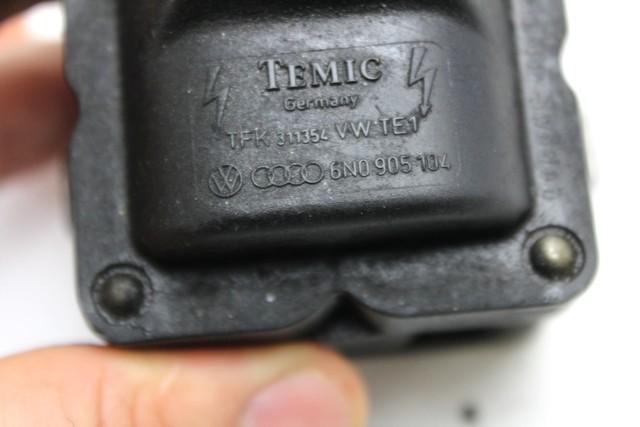 TEMIC
Germany
TFK 311354 VW TE1
6N0 905 104